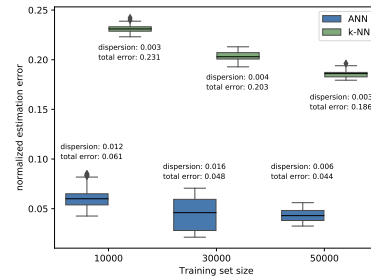 0.25
0.20
0.15
0.10
0.05
normalized estimation error
ANN
k-NN
dispersion: 0.003
total error: 0.231
dispersion: 0.004
total error: 0.203
dispersion: 0.003
total error: 0.186
dispersion: 0.012
total error: 0.061
dispersion: 0.016
total error: 0.048
dispersion: 0.006
total error: 0.044
10000
30000
50000
Training set size